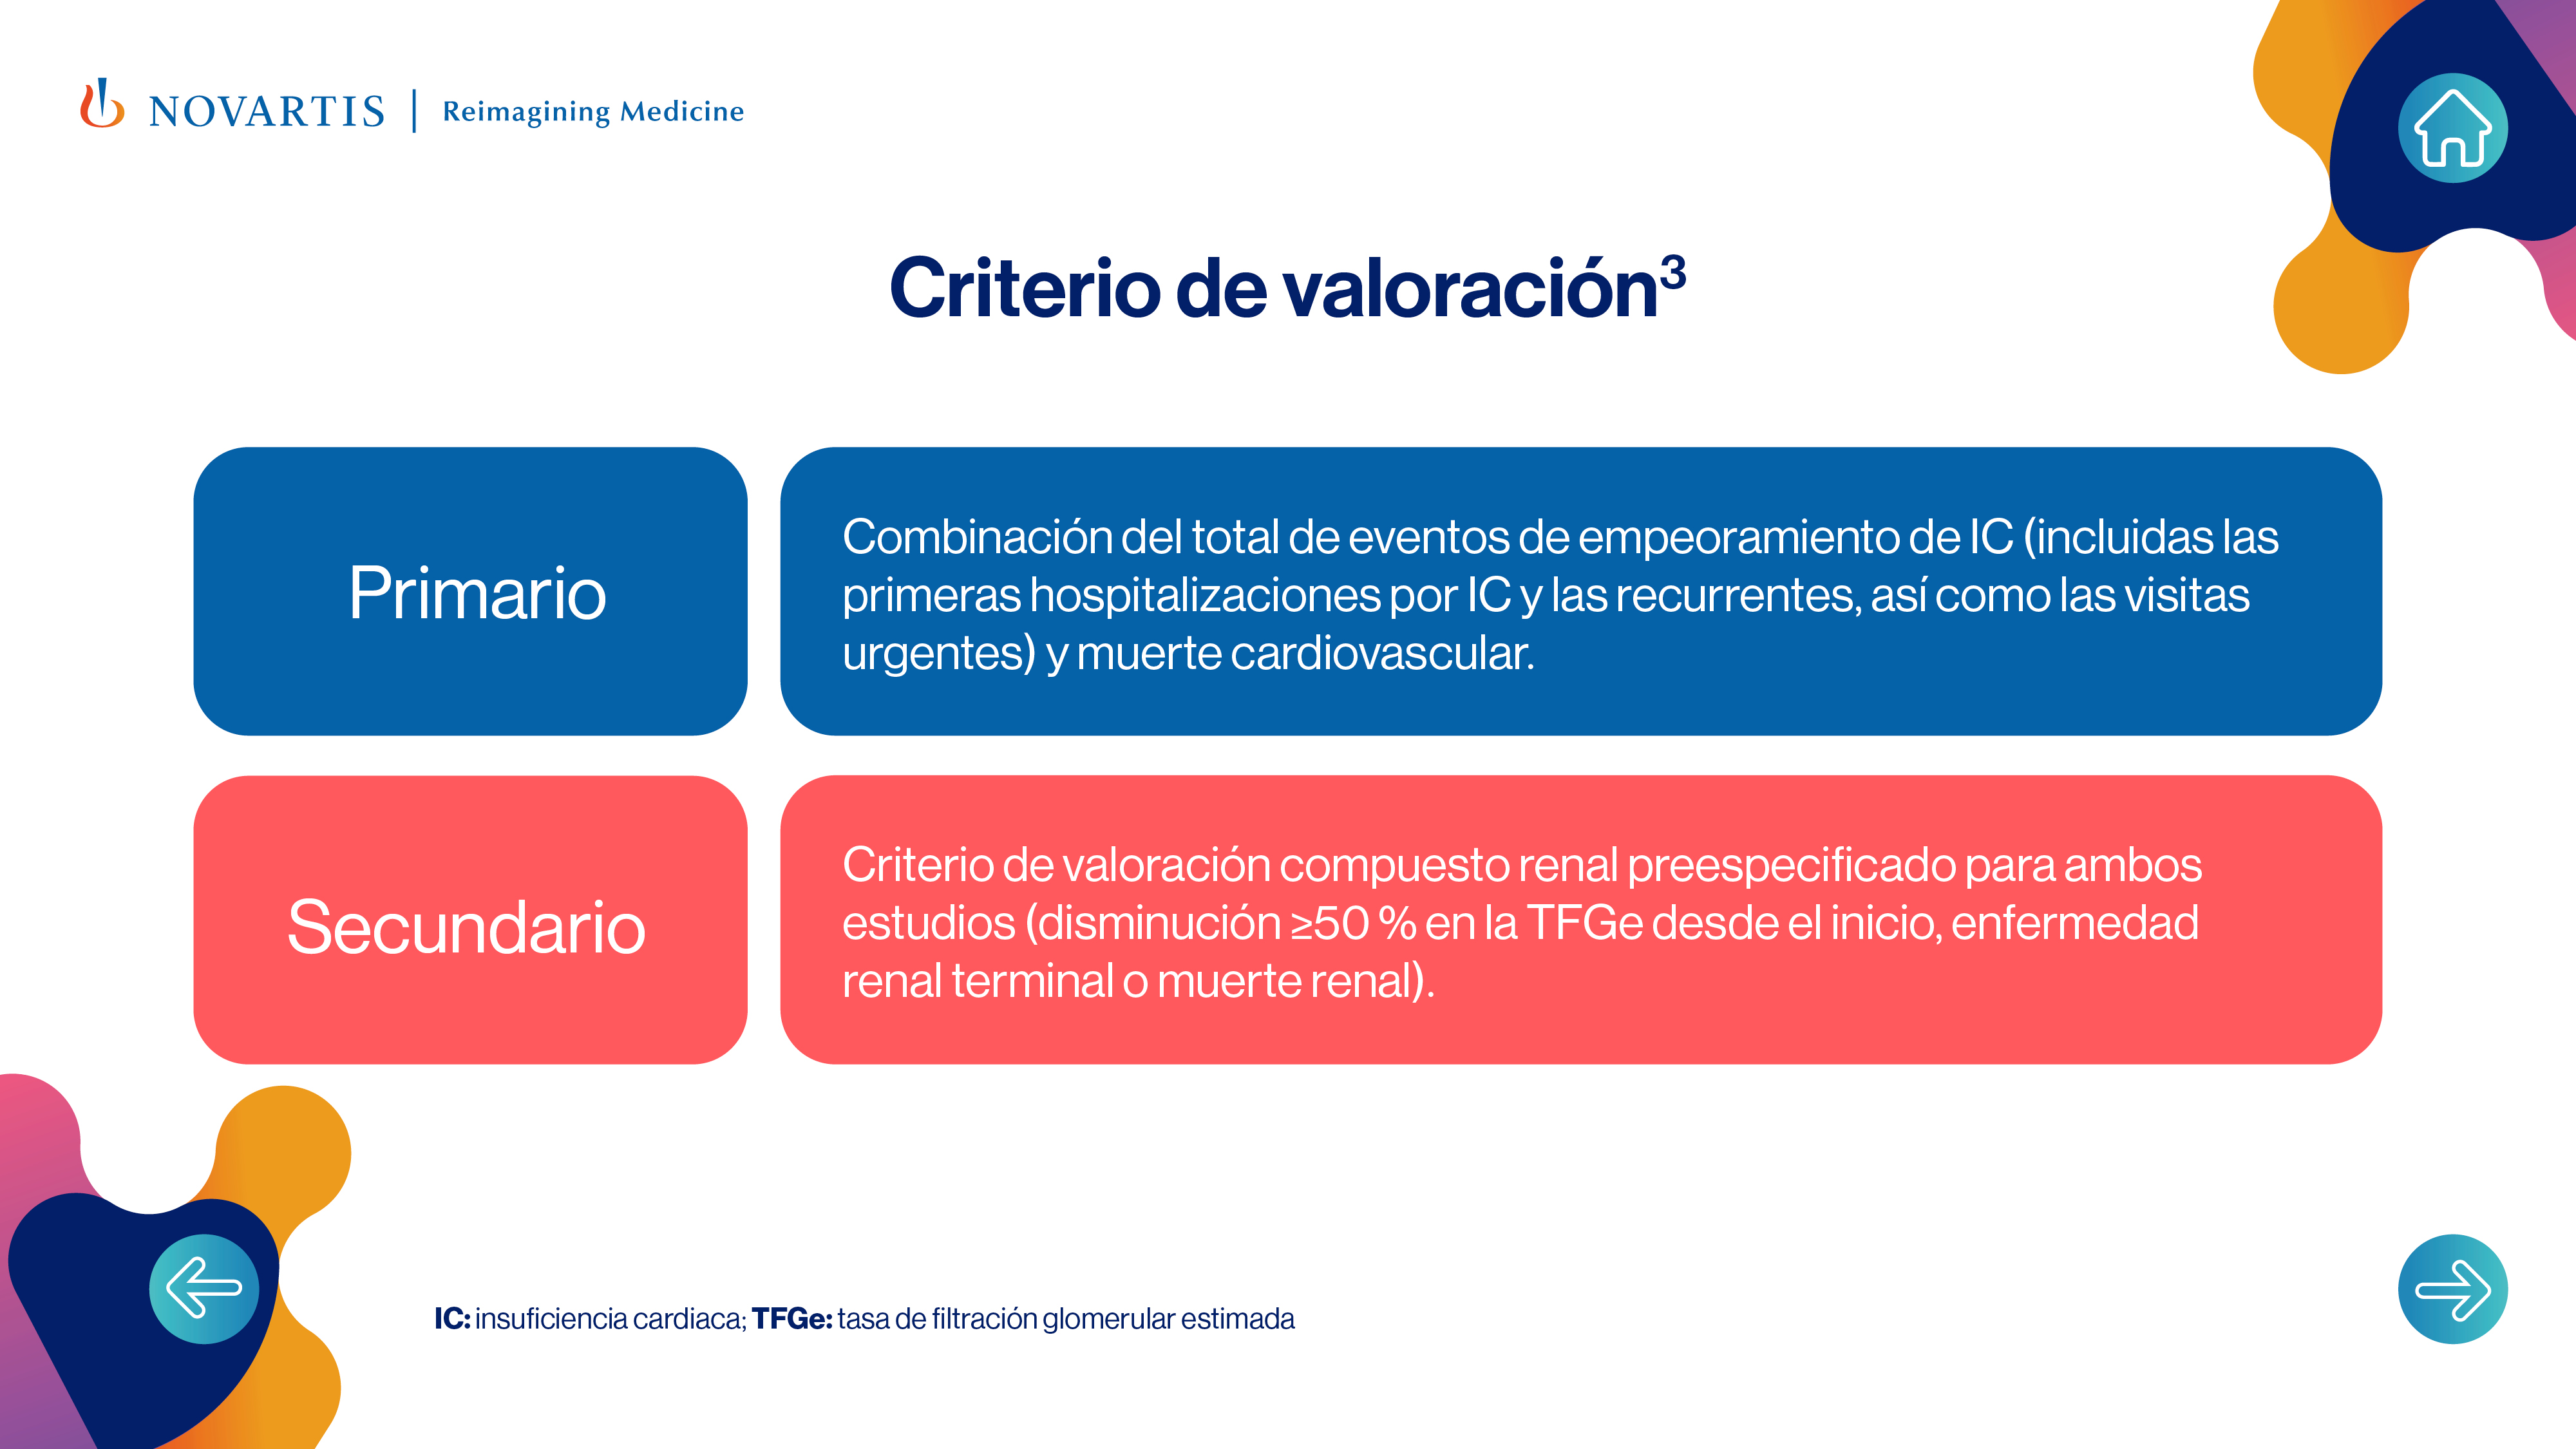 NOVARTIS | Reimagining Medicine
Criterio de valoración³
Primario
Combinación del total de eventos de empeoramiento de IC (incluidas las
primeras hospitalizaciones por IC y las recurrentes, así como las visitas
urgentes) y muerte cardiovascular.
Secundario
Criterio de valoración compuesto renal preespecificado para ambos
estudios (disminución ≥50 % en la TFGe desde el inicio, enfermedad
renal terminal o muerte renal).
IC: insuficiencia cardiaca; TFGe: tasa de filtración glomerular estimada